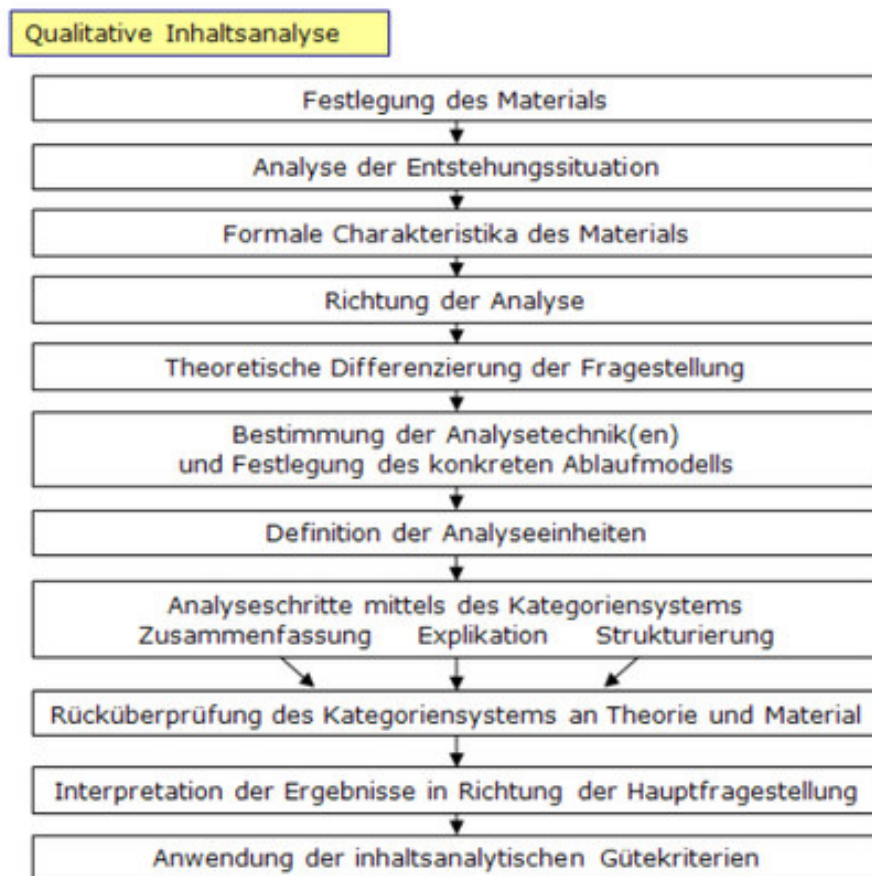 Qualitative Inhaltsanalyse
Festlegung des Materials
Analyse der Entstehungssituation
Formale Charakteristika des Materials
Richtung der Analyse
Theoretische Differenzierung der Fragestellung
Bestimmung der Analysetechnik(en)
und Festlegung des konkreten Ablaufmodells
Definition der Analyseeinheiten
Analyseschritte mittels des Kategoriensystems
Zusammenfassung Explikation Strukturierung
Rücküberprüfung des Kategoriensystems an Theorie und Material
Interpretation der Ergebnisse in Richtung der Hauptfragestellung
Anwendung der inhaltsanalytischen Gütekriterien